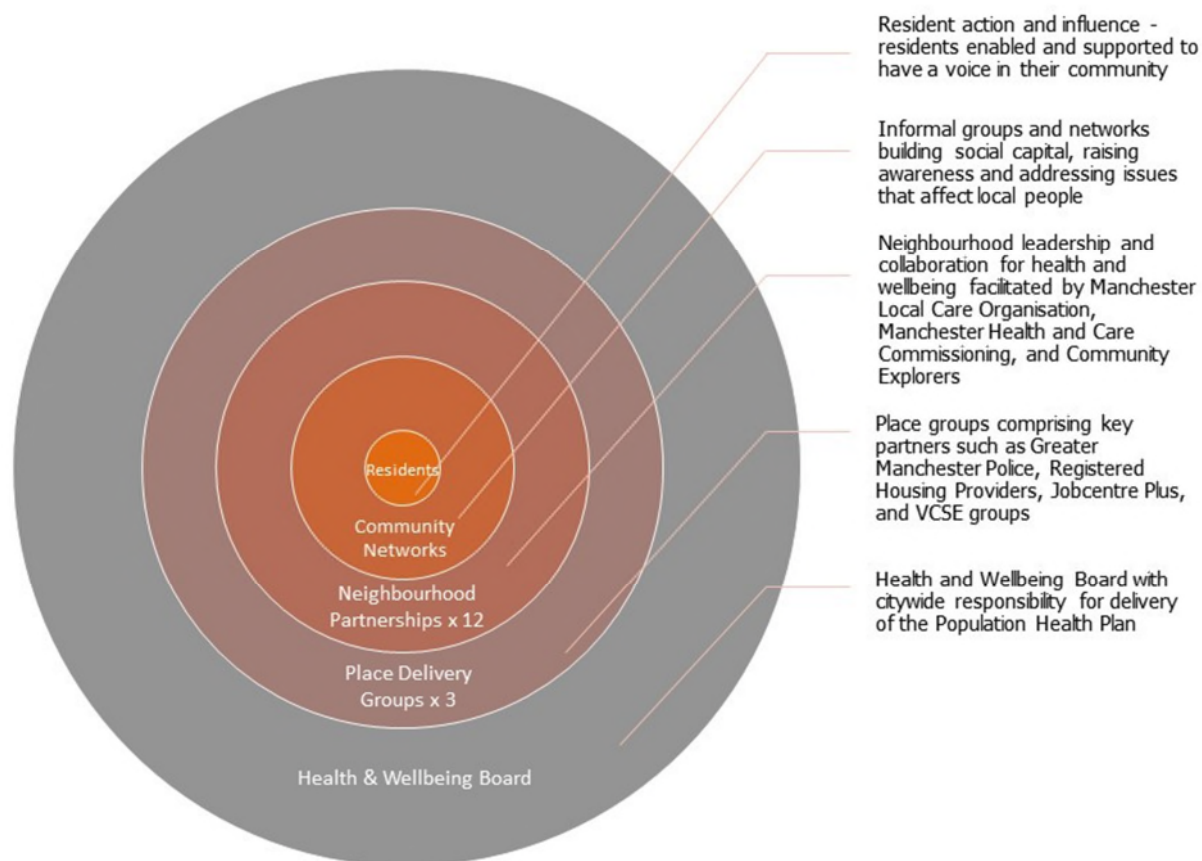 Resident action and influence -
residents enabled and supported to
have a voice in their community
Informal groups and networks
building social capital, raising
awareness and addressing issues
that affect local people
Neighbourhood leadership and
collaboration for health and
wellbeing facilitated by Manchester
Local Care Organisation,
Manchester Health and Care
Commissioning, and Community
Explorers
Place groups comprising key
partners such as Greater
Manchester Police, Registered
Housing Providers, Jobcentre Plus,
and VCSE groups
Health and Wellbeing Board with
citywide responsibility for delivery
of the Population Health Plan
Residents
Community
Networks
Neighbourhood
Partnerships x 12
Place Delivery
Groups x 3
Health & Wellbeing Board